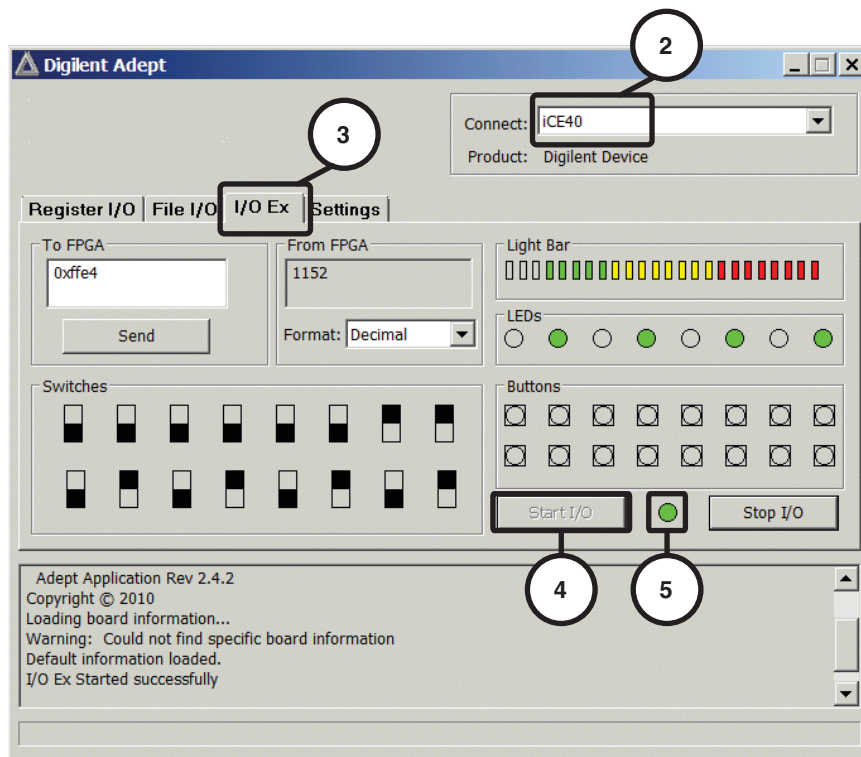 2
Digilent Adept
Connect: iCE40
3
Product: Digilent Device
Register I/O File I/O I/O Ex Settings
To FPGA From FPGA Light Bar
0xffe4 1152
LEDs
Send Format: Decimal
Switches Buttons
Start I/O Stop I/O
4 5
Adept Application Rev 2.4.2
Copyright © 2010
Loading board information...
Warning: Could not find specific board information
Default information loaded.
I/O Ex Started successfully